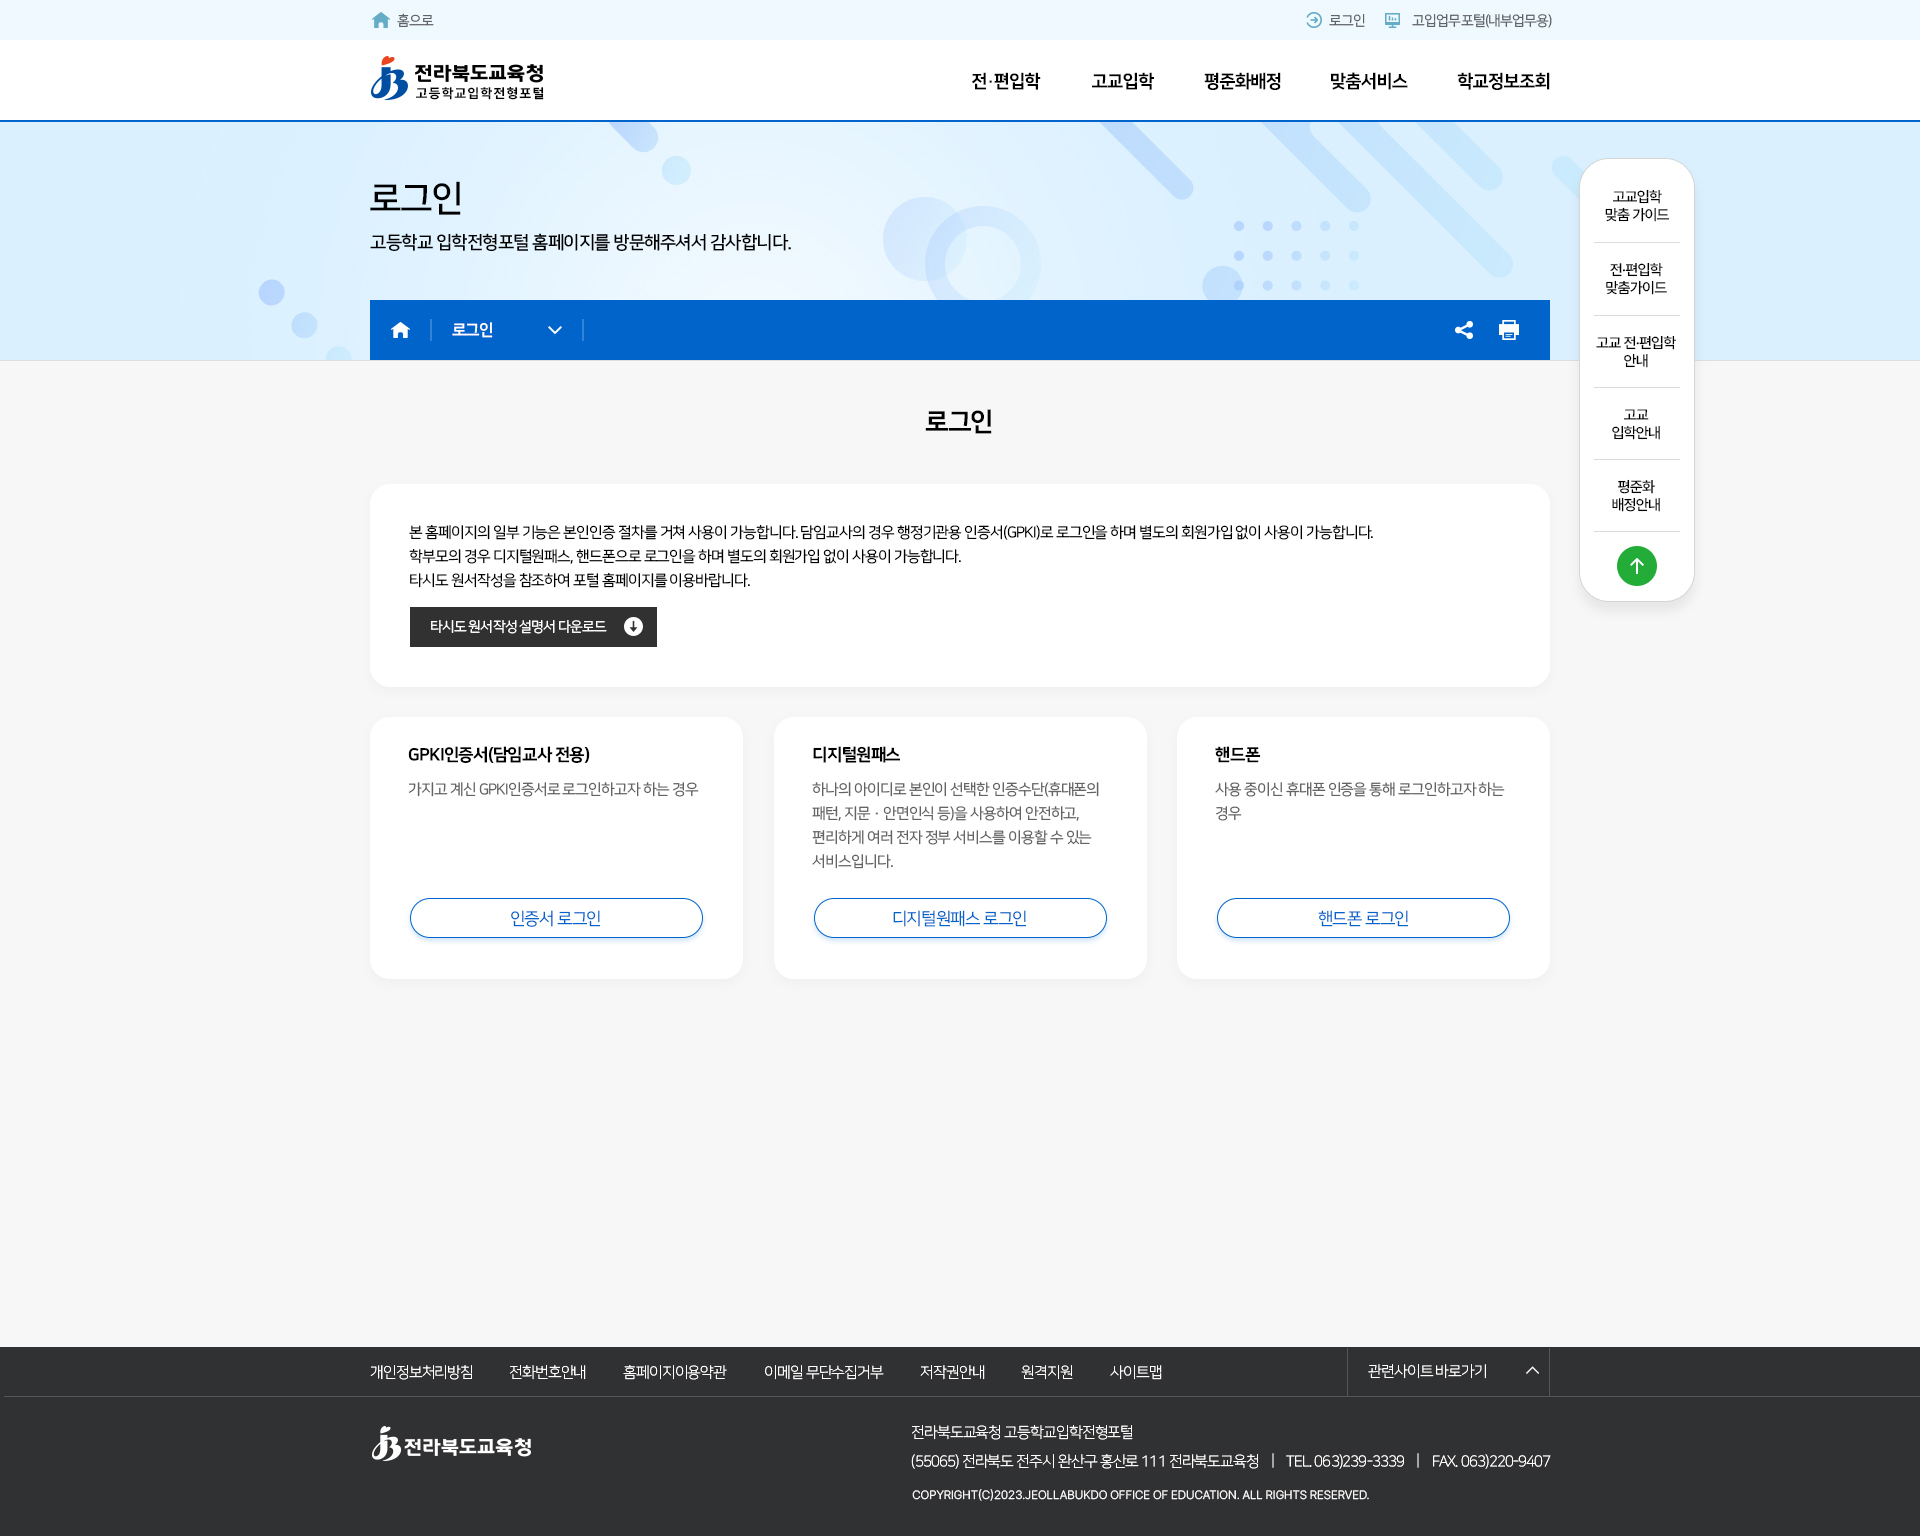 홈으로
로그인
고입업무포털(내부업무용)
전라북도교육청
고등학교입학전형포털
전·편입학
고교입학
평준화배정
맞춤서비스
학교정보조회
로그인
고등학교 입학전형포털 홈페이지를 방문해주셔서 감사합니다.
로그인
고교입학
맞춤 가이드
전·편입학
맞춤가이드
고교 전·편입학
안내
고교
입학안내
평준화
배정안내
로그인
본 홈페이지의 일부 기능은 본인인증 절차를 거쳐 사용이 가능합니다. 담임교사의 경우 행정기관용 인증서(GPKI)로 로그인을 하며 별도의 회원가입 없이 사용이 가능합니다.
학부모의 경우 디지털원패스, 핸드폰으로 로그인을 하며 별도의 회원가입 없이 사용이 가능합니다.
타시도 원서작성을 참조하여 포털 홈페이지를 이용바랍니다.
타시도 원서작성 설명서 다운로드
GPKI인증서(담임교사 전용)
가지고 계신 GPKI인증서로 로그인하고자 하는 경우
인증서 로그인
디지털원패스
하나의 아이디로 본인이 선택한 인증수단(휴대폰의
패턴, 지문 · 안면인식 등)을 사용하여 안전하고,
편리하게 여러 전자 정부 서비스를 이용할 수 있는
서비스입니다.
디지털원패스 로그인
핸드폰
사용 중이신 휴대폰 인증을 통해 로그인하고자 하는
경우
핸드폰 로그인
개인정보처리방침
전화번호안내
홈페이지이용약관
이메일 무단수집거부
저작권안내
원격지원
사이트맵
관련사이트 바로가기
전라북도교육청
전라북도교육청 고등학교입학전형포털
(55065) 전라북도 전주시 완산구 홍산로 111 전라북도교육청 | TEL. 063)239-3339 | FAX. 063)220-9407
COPYRIGHT(C)2023.JEOLLABUKDO OFFICE OF EDUCATION. ALL RIGHTS RESERVED.